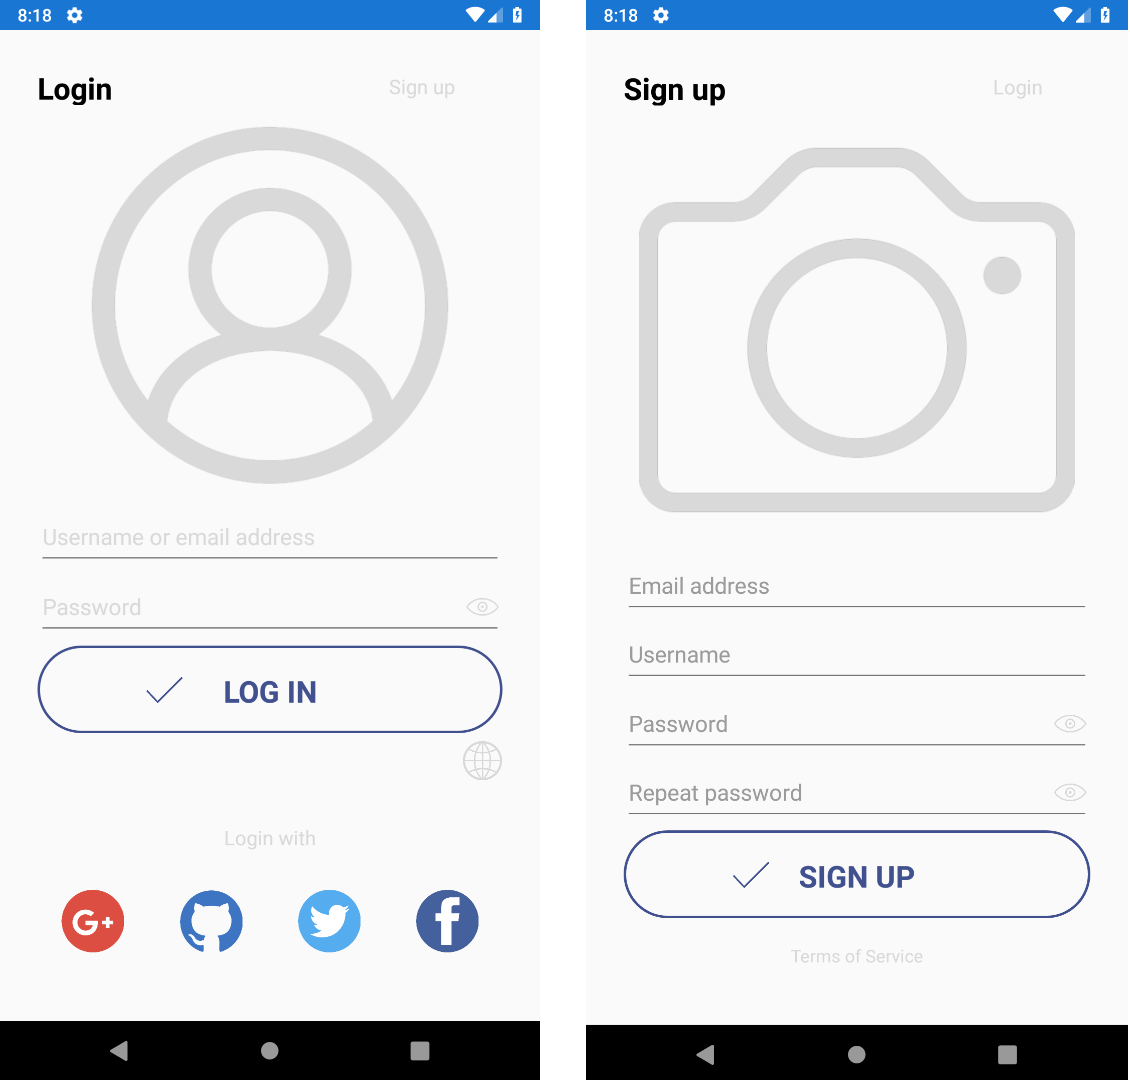 8:18
Login
Sign up
Username or email address
Password
LOG IN
Login with
G+
f
8:18
Sign up
Login
Email address
Username
Password
Repeat password
SIGN UP
Terms of Service